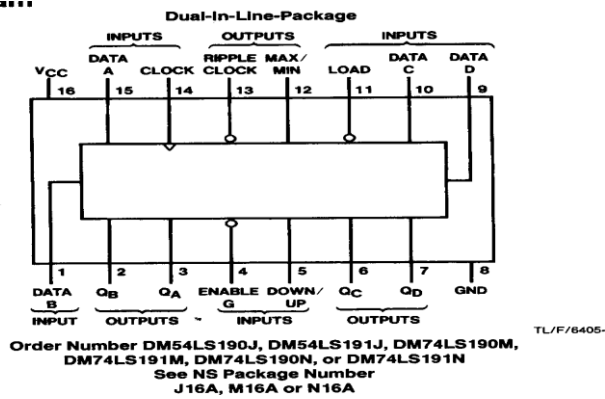 Dual-In-Line-Package
INPUTS OUTPUTS INPUTS
DATA RIPPLE MAX/ DATA DATA
VCC A CLOCK CLOCK MIN LOAD C D
16 15 14 13 12 11 10 9
1 2 3 4 5 6 7 8
DATA QB QA ENABLE DOWN/ QC QD GND
B G UP
INPUT OUTPUTS INPUTS OUTPUTS
TL/F/6405-
Order Number DM54LS190J, DM54LS191J, DM74LS190M,
DM74LS191M, DM74LS190N, or DM74LS191N
See NS Package Number
J16A, M16A or N16A